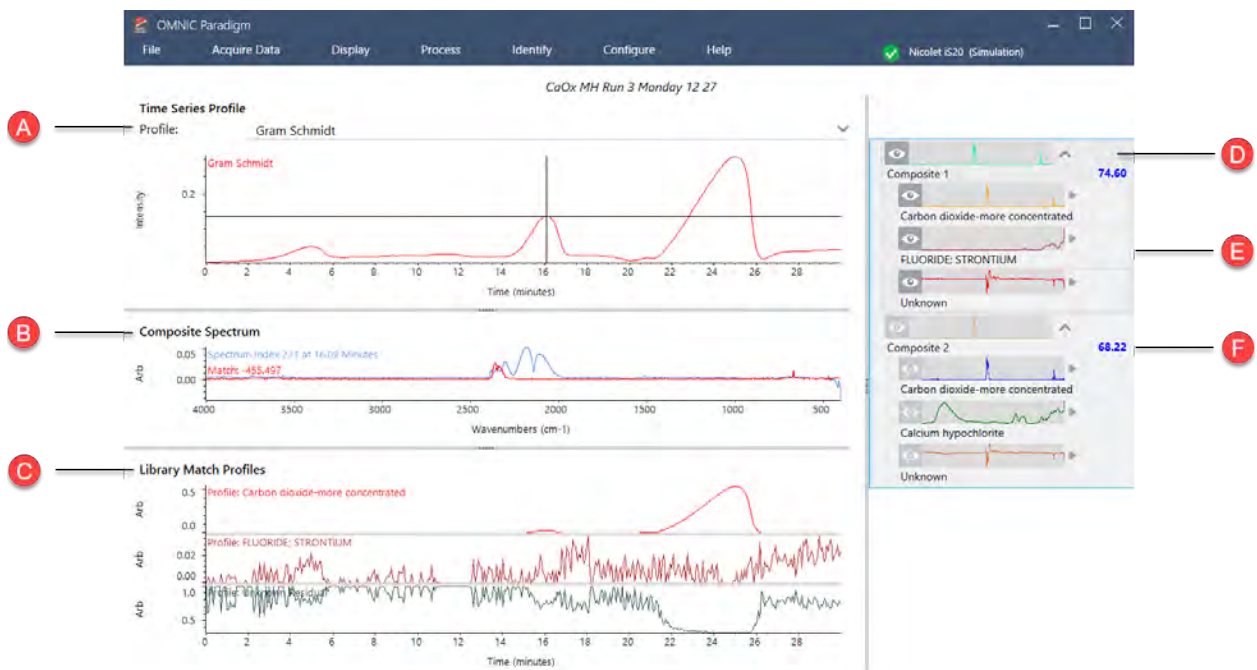 OMNIC Paradigm
File Acquire Data Display Process Identify Configure Help Nicolet iS20 (Simulation)
CaOx MH Run 3 Monday 12 27
Time Series Profile
A Profile: Gram Schmidt
Gram Schmidt
Intensity
0.2
0 2 4 6 8 10 12 14 16 18 20 22 24 26 28
Time (minutes)
B Composite Spectrum
Spectrum Index 271 at 16.09 Minutes
Match: -455.497
Arb
0.05
0.00
4000 3500 3000 2500 2000 1500 1000 500
Wavenumbers (cm-1)
C Library Match Profiles
Profile: Carbon dioxide-more concentrated
Arb
0.5
0.0
Profile: FLUORIDE; STRONTIUM
Arb
0.02
0.00
Profile: Unknown Residual
Arb
1.0
0.5
0 2 4 6 8 10 12 14 16 18 20 22 24 26 28
Time (minutes)
D
Composite 1 74.60
Carbon dioxide-more concentrated
E
FLUORIDE; STRONTIUM
Unknown
Composite 2 68.22
F
Carbon dioxide-more concentrated
Calcium hypochlorite
Unknown